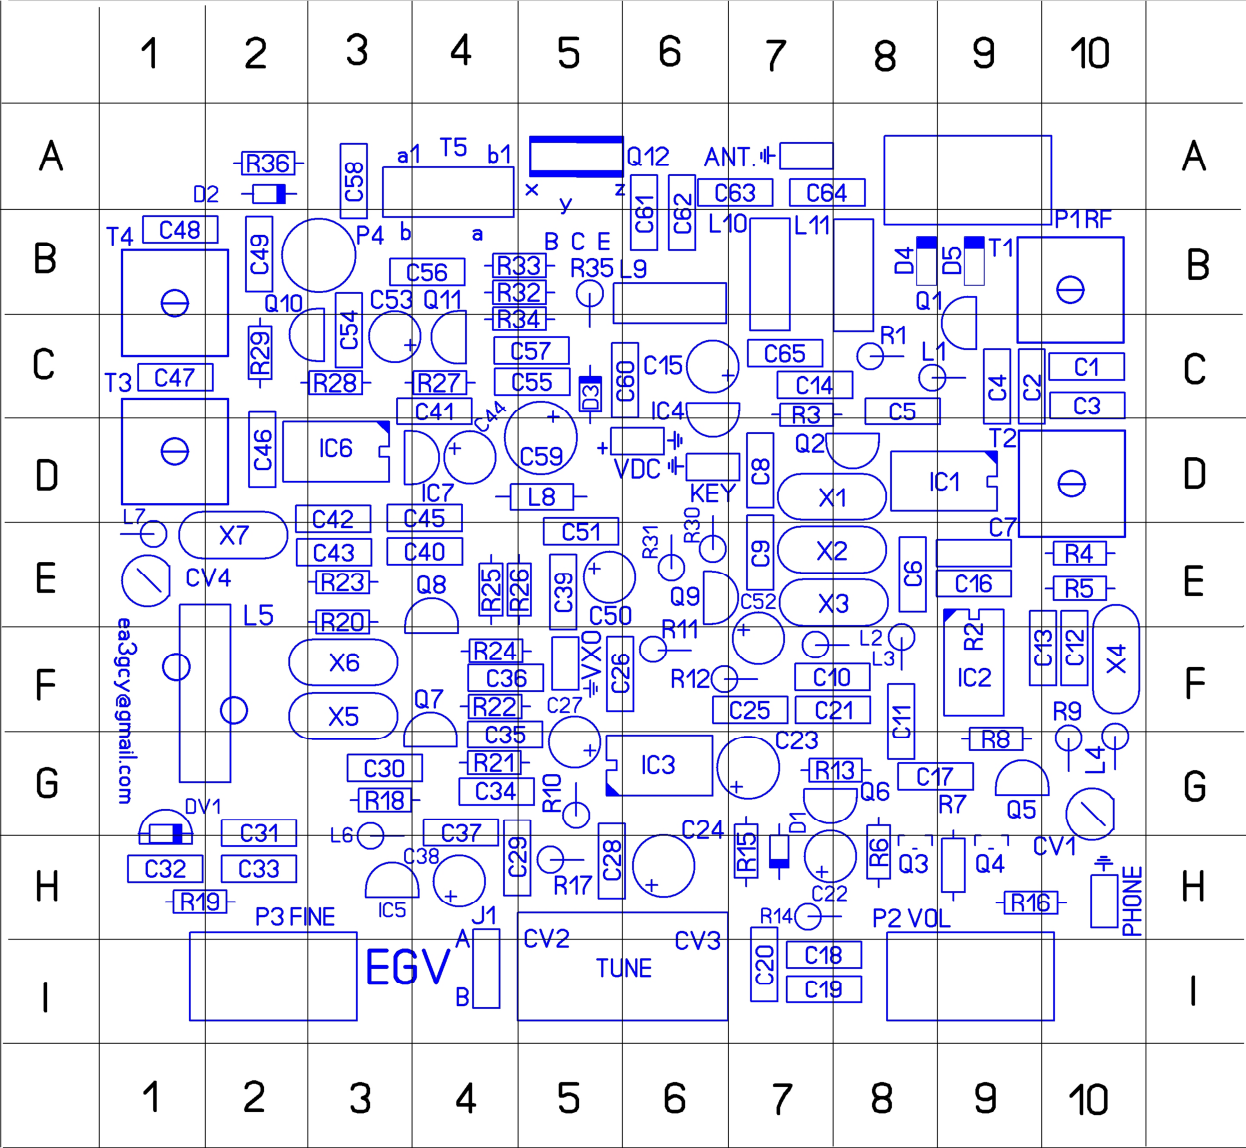 1 2 3 4 5 6 7 8 9 10
A R36 C58 a1 T5 b1 Q12 ANT. A
D2 x y z C61 C62 C63 C64
T4 C48 C49 P4 b a B C E L10 L11 P1RF
B C56 R33 R35 L9 D4 D5 T1 B
Q10 C53 Q11 R32 Q1
R29 C54 + R34 R1 L1
C C57 C60 C15 + C65 C4 C2 C1 C
T3 C47 R28 R27 C55 D3 C14
C41 C44 IC4 R3 C5 C3
C46 IC6 + + C59 + Q2 T2
D VDC C8 IC1 D
IC7 L8 KEY X1
L7 C42 C45 R30 C7
X7 C51 R31 C9 X2
C43 C40 R4
E CV4 R23 Q8 R25 R26 C39 + Q9 C6 C16 R5 E
L5 R20 C50 C52 X3
ea3gcy@gmail.com
R24 VXO C26 R11 + L2 R2 C13 C12 X4
F X6 C36 R12 L3 IC2 F
Q7 R22 C27 C10
X5 C25 C21 C11 R9
C35 + C23 R8 L4
G C30 R21 IC3 R13 C17 G
R18 C34 R10 + Q6 R7 Q5
DV1
C31 L6 C37 C29 C28 C24 R15 D1 R6 CV1
C32 C33 C38 Q3 Q4
H R17 + + H
R19 IC5 + C22 R16 PHONE
P3 FINE J1 R14 P2 VOL
A CV2 CV3 C20 C18
EGV TUNE
I B C19 I
1 2 3 4 5 6 7 8 9 10